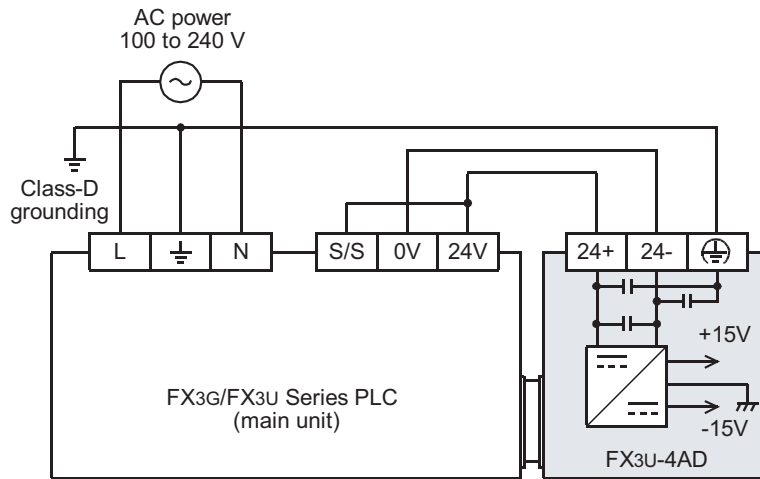 AC power
100 to 240 V
Class-D
grounding
L
N
S/S
0V
24V
24+
24-
+15V
-15V
FX3G/FX3U Series PLC
(main unit)
FX3U-4AD